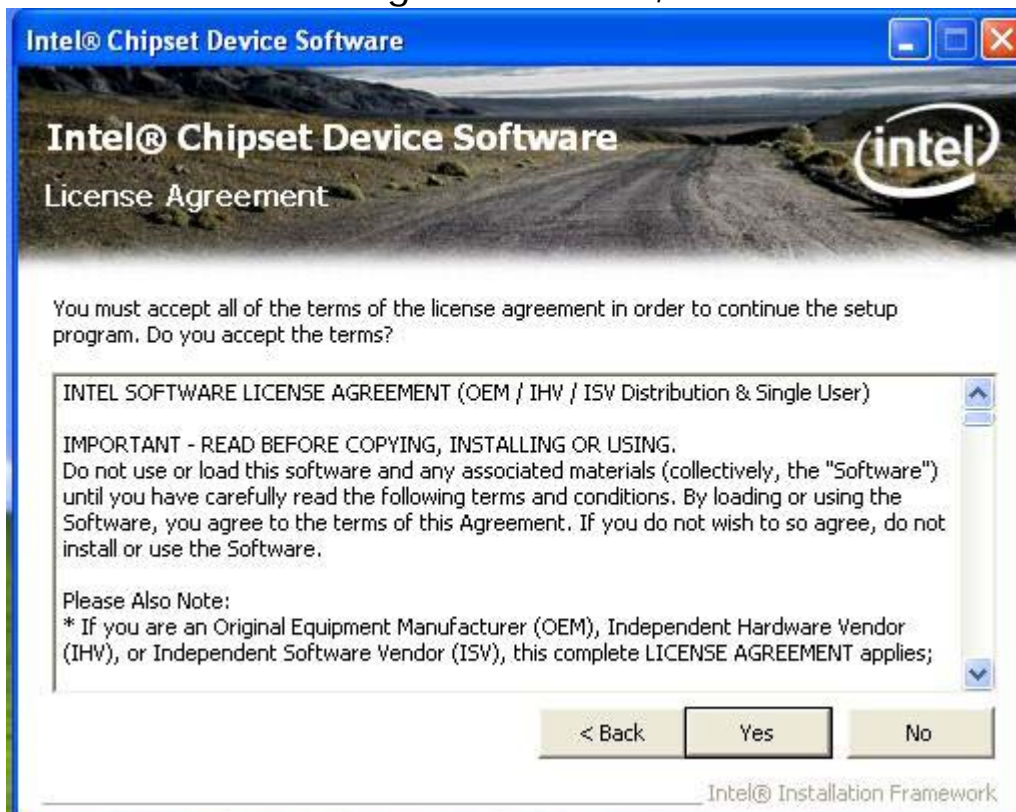 Intel® Chipset Device Software
Intel® Chipset Device Software
intel
License Agreement
You must accept all of the terms of the license agreement in order to continue the setup
program. Do you accept the terms?
INTEL SOFTWARE LICENSE AGREEMENT (OEM / IHV / ISV Distribution & Single User)
IMPORTANT - READ BEFORE COPYING, INSTALLING OR USING.
Do not use or load this software and any associated materials (collectively, the "Software")
until you have carefully read the following terms and conditions. By loading or using the
Software, you agree to the terms of this Agreement. If you do not wish to so agree, do not
install or use the Software.
Please Also Note:
* If you are an Original Equipment Manufacturer (OEM), Independent Hardware Vendor
(IHV), or Independent Software Vendor (ISV), this complete LICENSE AGREEMENT applies;
< Back Yes No
Intel® Installation Framework